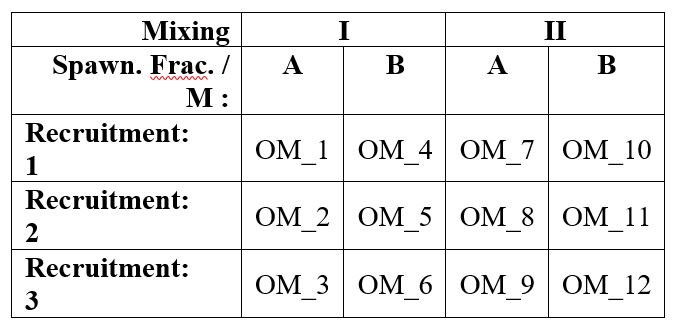 Mixing I II
Spawn. Frac. / A B A B
M :
Recruitment:
1 OM_1 OM_4 OM_7 OM_10
Recruitment:
2 OM_2 OM_5 OM_8 OM_11
Recruitment:
3 OM_3 OM_6 OM_9 OM_12